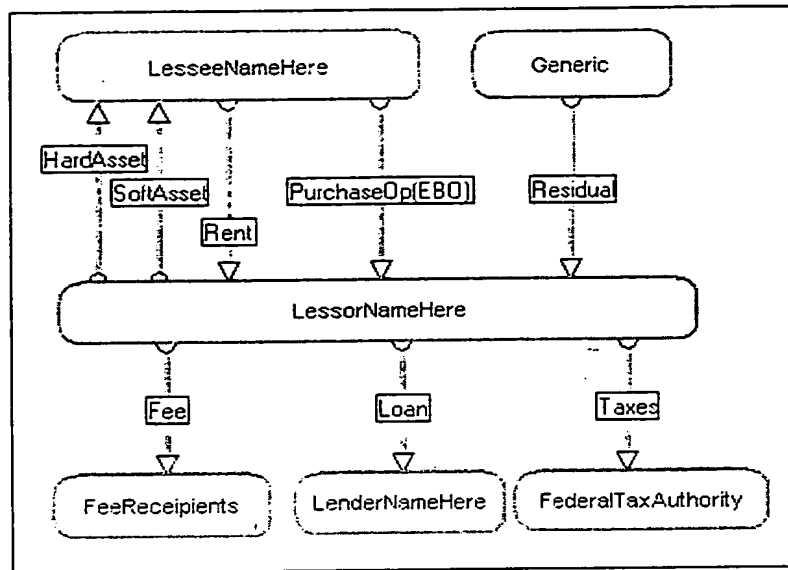 LesseeNameHere
Generic
HardAsset
SoftAsset
PurchaseOp(EBO)
Residual
Rent
LessorNameHere
Fee
Loan
Taxes
FeeReceipients
LenderNameHere
FederalTaxAuthority